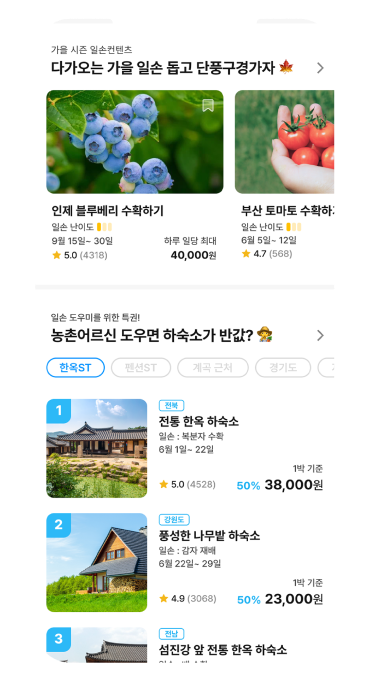 가을 시즌 일손컨텐츠
다가오는 가을 일손 돕고 단풍구경가자
인제 블루베리 수확하기
일손 난이도
9월 15일~ 30일
하루 일당 최대
5.0 (4318)
40,000원
부산 토마토 수확하
일손 난이도
6월 5일~ 12일
4.7 (568)
일손 도우미를 위한 특권!
농촌어르신 도우면 하숙소가 반값?
한옥ST
펜션ST
계곡 근처
경기도
1
전북
전통 한옥 하숙소
일손 : 복분자 수확
6월 1일~ 22일
1박 기준
5.0 (4528)
50% 38,000원
2
강원도
풍성한 나무밭 하숙소
일손 : 감자 재배
6월 22일~ 29일
1박 기준
4.9 (3068)
50% 23,000원
3
전남
섬진강 앞 전통 한옥 하숙소